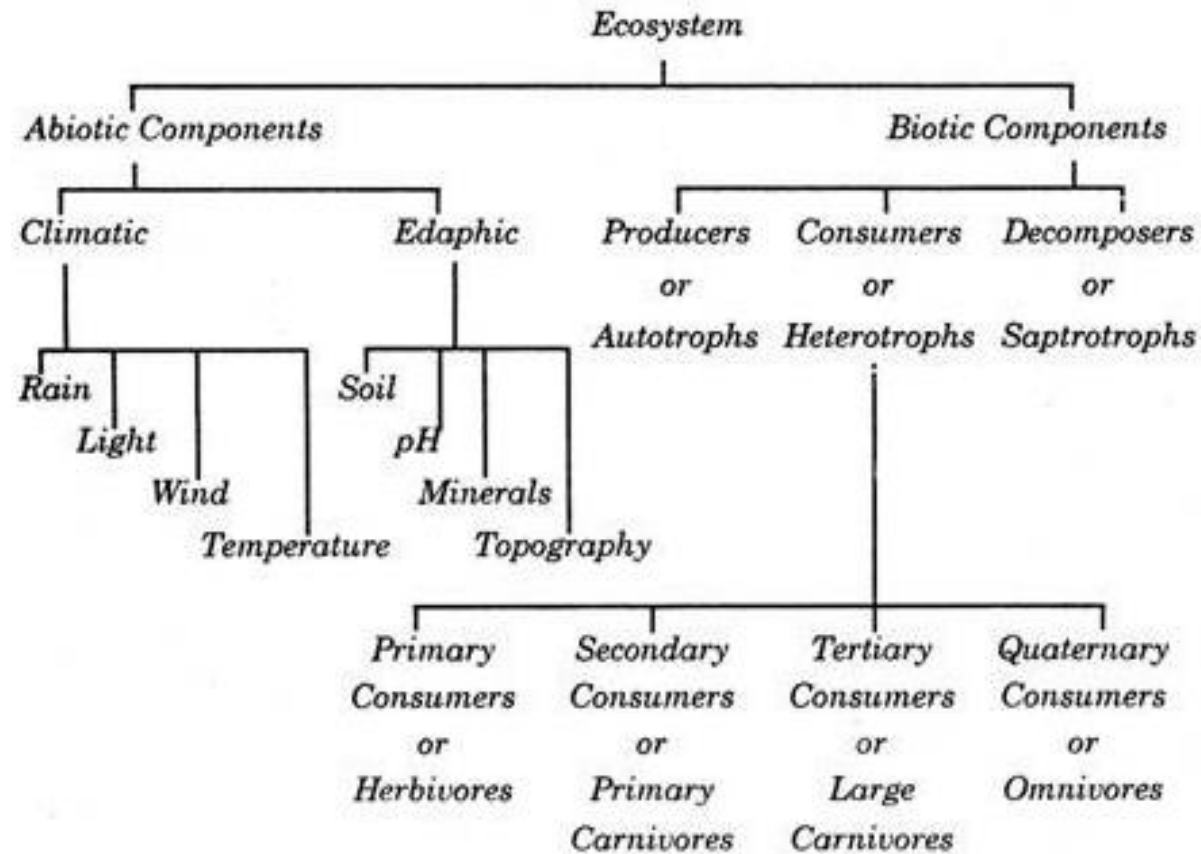 Ecosystem
Abiotic Components
Biotic Components
Climatic
Edaphic
Producers
or
Autotrophs
Consumers
or
Heterotrophs
Decomposers
or
Saptrotrophs
Rain
Light
Wind
Temperature
Soil
pH
Minerals
Topography
Primary
Consumers
or
Herbivores
Secondary
Consumers
or
Primary
Carnivores
Tertiary
Consumers
or
Large
Carnivores
Quaternary
Consumers
or
Omnivores